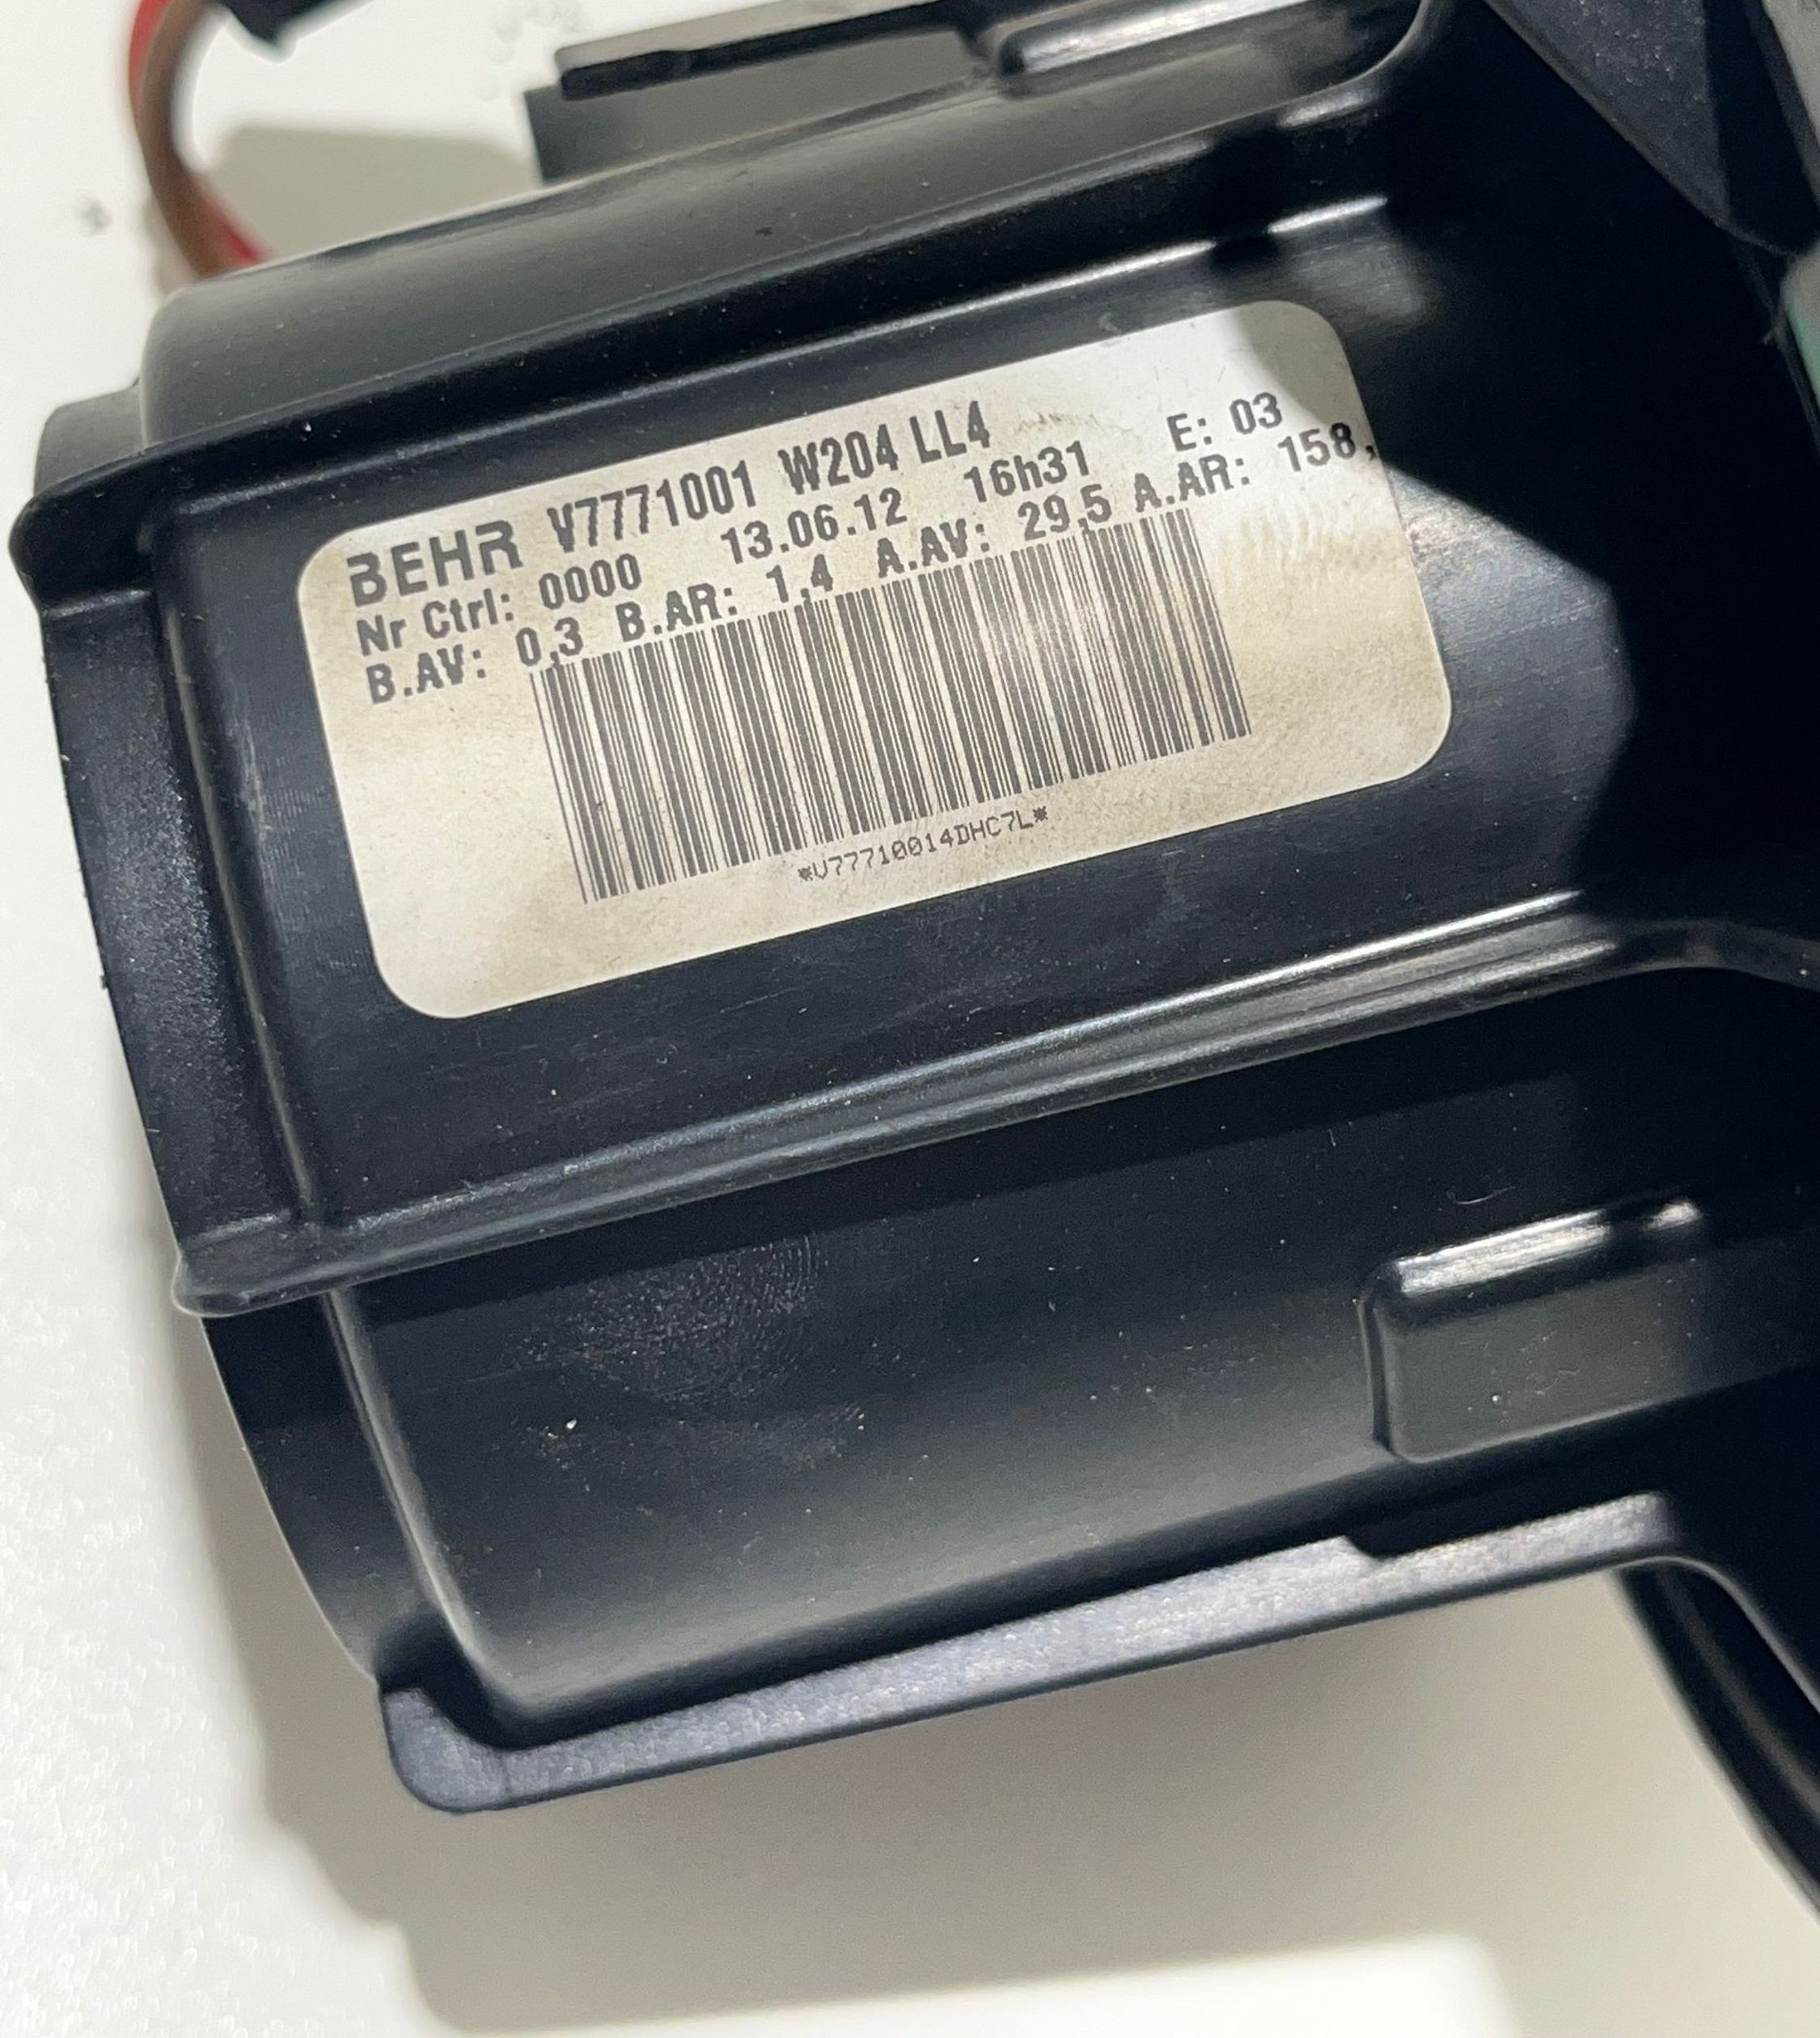 BEHR V7771001 W204 LL4
Nr Ctrl: 0000 13.06.12 16h31 E: 03
B.AV: 0,3 B.AR: 1,4 A.AV: 29,5 A.AR: 158,
*V77710014DHC7L*